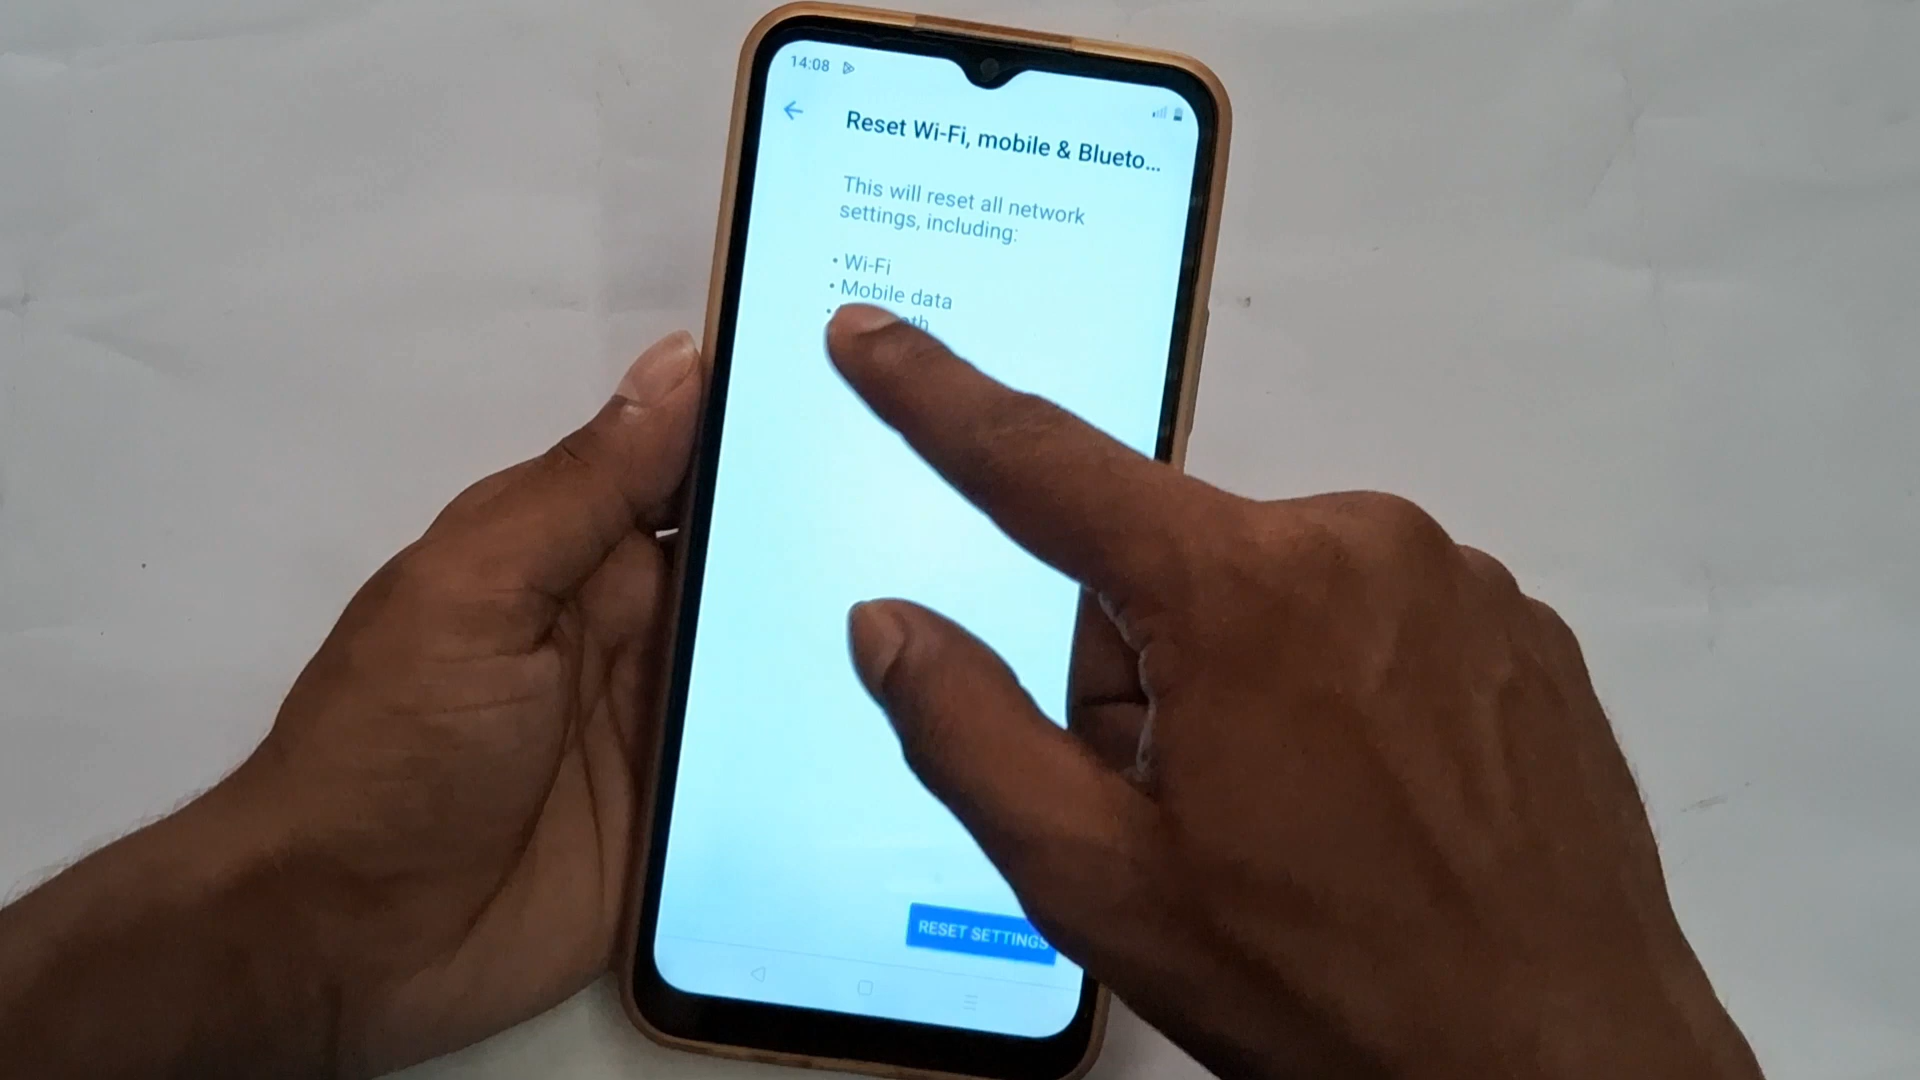 14:08
Reset Wi-Fi, mobile & Blueto...
This will reset all network
settings, including:
• Wi-Fi
• Mobile data
•
RESET SETTINGS